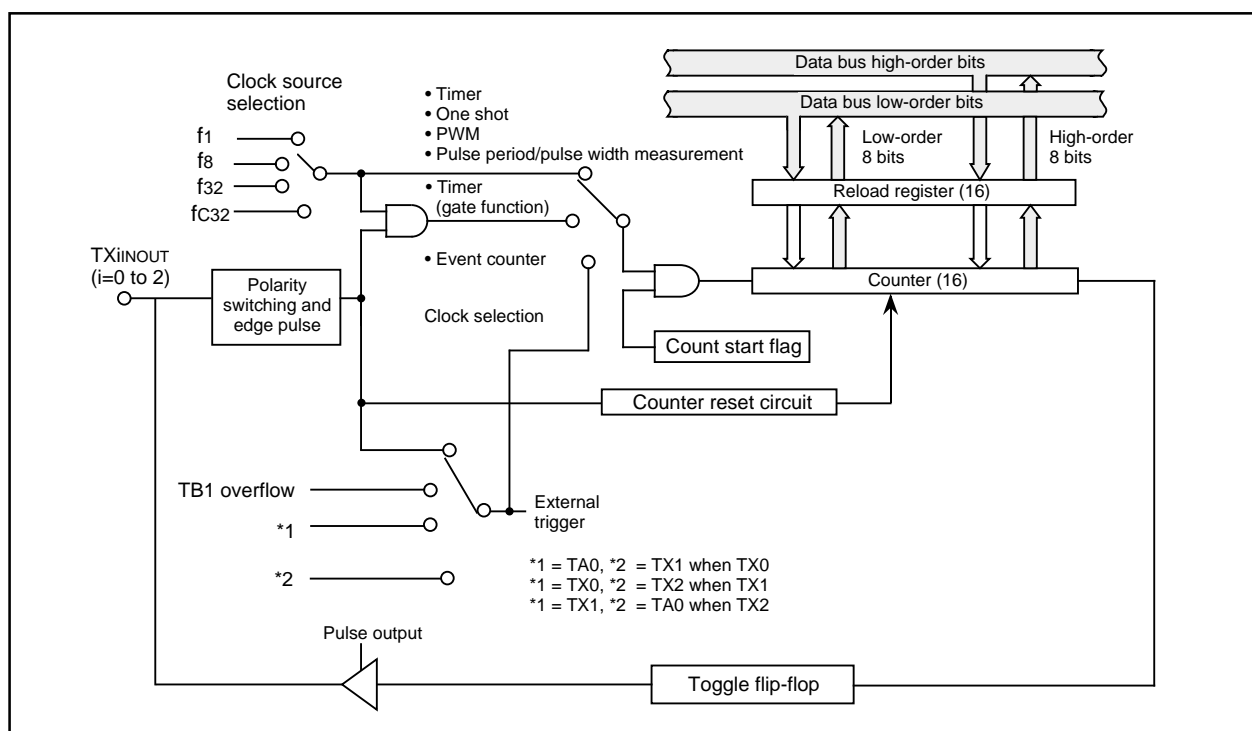 Clock source
selection
f1
f8
f32
fC32
• Timer
• One shot
• PWM
• Pulse period/pulse width measurement
• Timer
(gate function)
• Event counter
Clock selection
Data bus high-order bits
Data bus low-order bits
Low-order
8 bits
High-order
8 bits
Reload register (16)
Counter (16)
TXiINOUT
(i=0 to 2)
Polarity
switching and
edge pulse
Count start flag
Counter reset circuit
TB1 overflow
*1
*2
External
trigger
*1 = TA0, *2 = TX1 when TX0
*1 = TX0, *2 = TX2 when TX1
*1 = TX1, *2 = TA0 when TX2
Pulse output
Toggle flip-flop